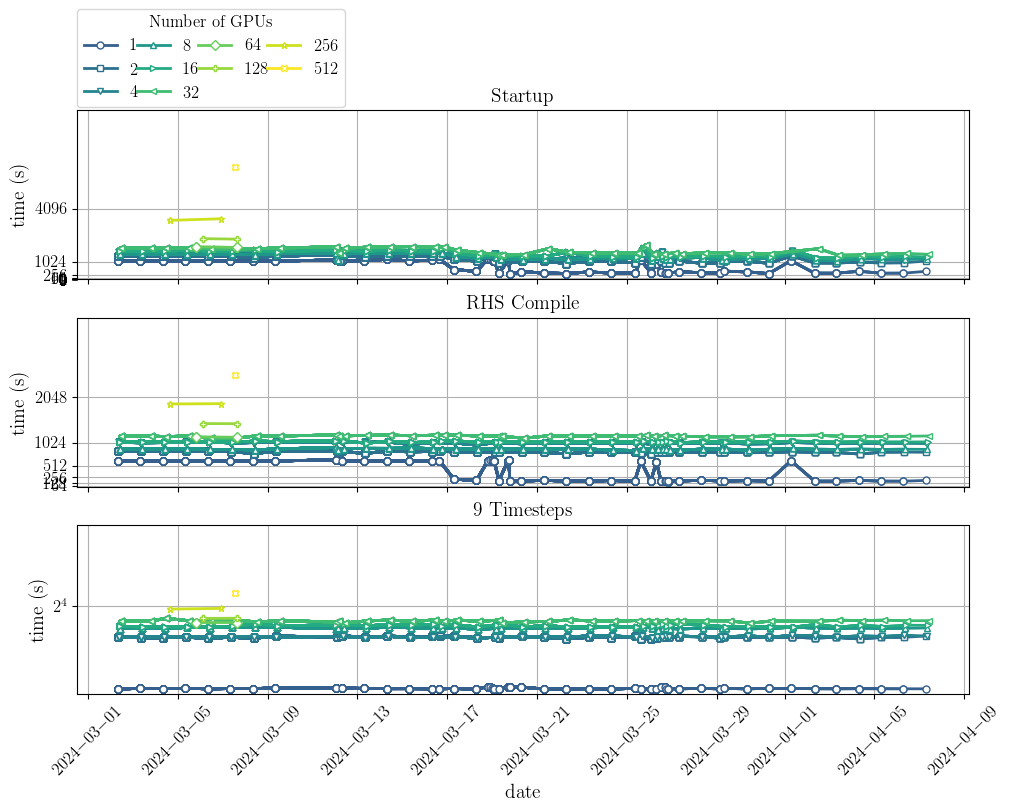 Number of GPUs
1 8 64 256
2 16 128 512
4 32
Startup
time (s)
4096
1024
256
RHS Compile
time (s)
2048
1024
512
256
128
9 Timesteps
time (s)
2^4
2024−03−01 2024−03−05 2024−03−09 2024−03−13 2024−03−17 2024−03−21 2024−03−25 2024−03−29 2024−04−01 2024−04−05 2024−04−09
date